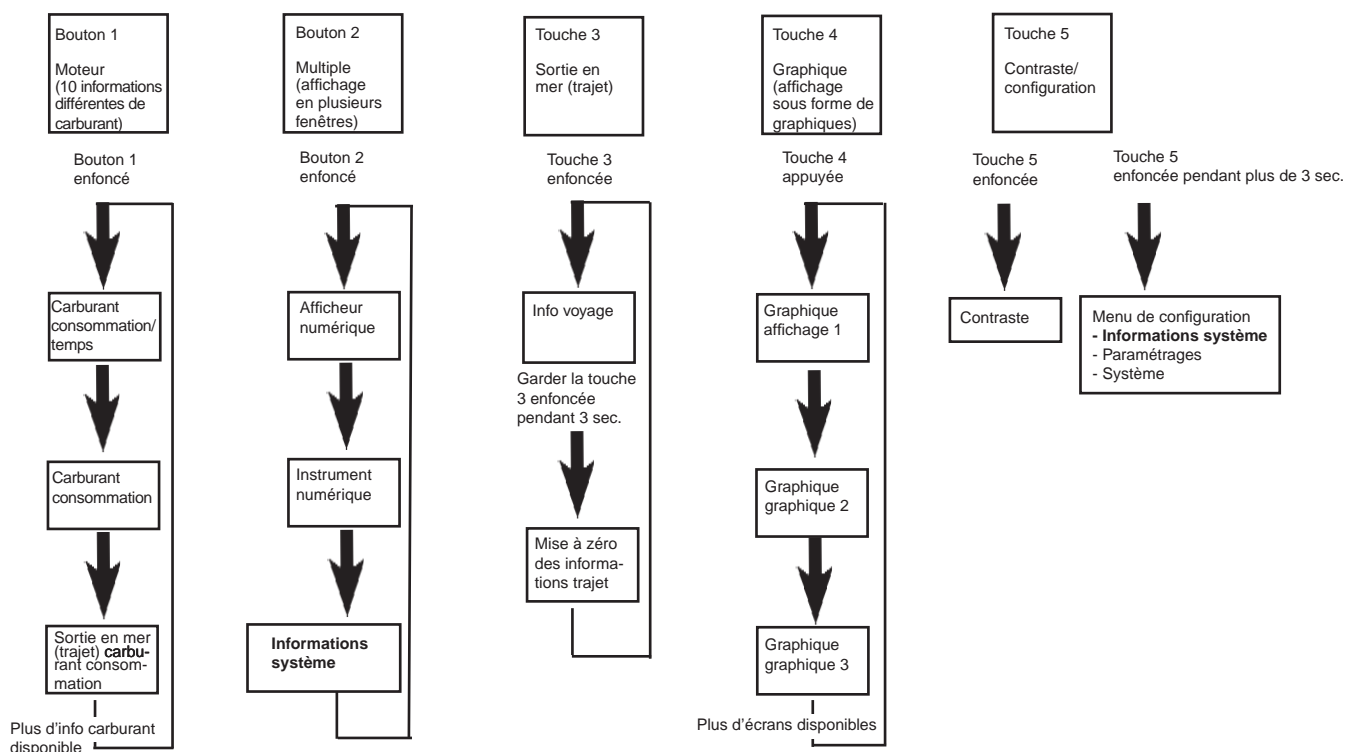 Bouton 1
Moteur
(10 informations
différentes de
carburant)
Bouton 1
enfoncé
Carburant
consommation/
temps
Carburant
consommation
Sortie en mer
(trajet) carbu-
rant consom-
mation
Plus d'info carburant
disponible
Bouton 2
Multiple
(affichage
en plusieurs
fenêtres)
Bouton 2
enfoncé
Afficheur
numérique
Instrument
numérique
Informations
système
Touche 3
Sortie en
mer (trajet)
Touche 3
enfoncée
Info voyage
Garder la touche
3 enfoncée
pendant 3 sec.
Mise à zéro
des informa-
tions trajet
Touche 4
Graphique
(affichage
sous forme de
graphiques)
Touche 4
appuyée
Graphique
affichage 1
Graphique
graphique 2
Graphique
graphique 3
Plus d'écrans disponibles
Touche 5
Contraste/
configuration
Touche 5
enfoncée
Contraste
Touche 5
enfoncée pendant plus de 3 sec.
Menu de configuration
- Informations système
- Paramétrages
- Système